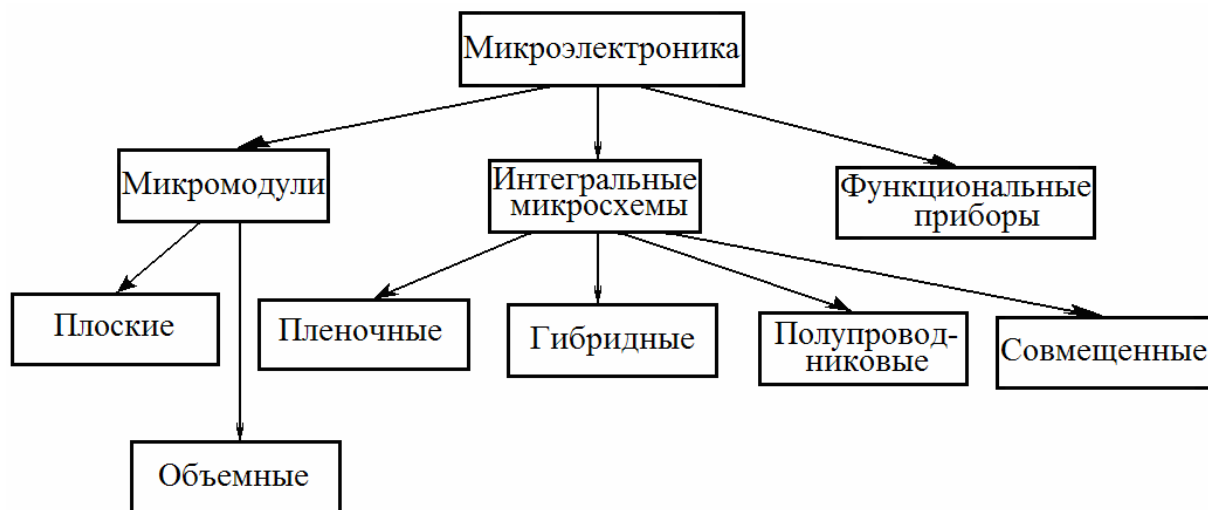 Микроэлектроника
Микромодули
Интегральные
микросхемы
Функциональные
приборы
Плоские
Пленочные
Гибридные
Полупровод-
никовые
Совмещенные
Объемные